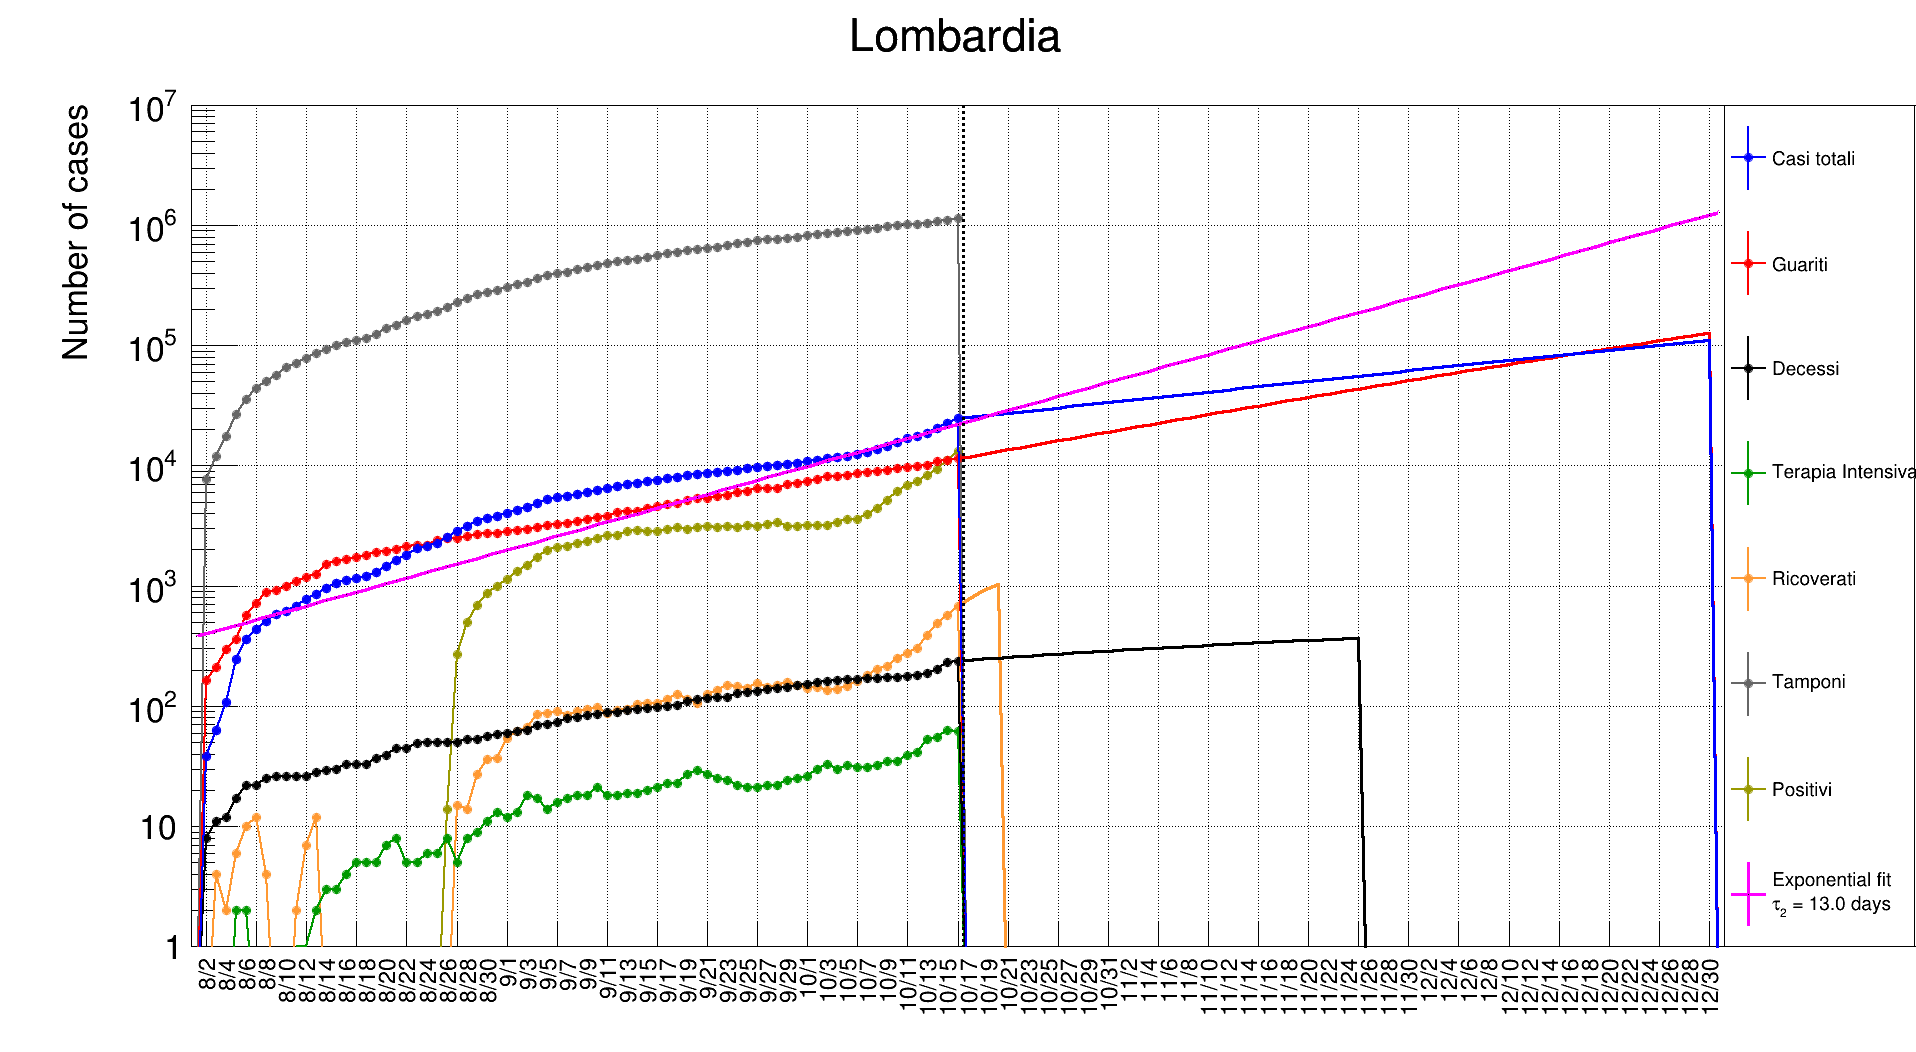 Lombardia
Number of cases
10^7
10^6
10^5
10^4
10^3
10^2
10
1
8/2 8/4 8/6 8/8 8/10 8/12 8/14 8/16 8/18 8/20 8/22 8/24 8/26 8/28 8/30 9/1 9/3 9/5 9/7 9/9 9/11 9/13 9/15 9/17 9/19 9/21 9/23 9/25 9/27 9/29 10/1 10/3 10/5 10/7 10/9 10/11 10/13 10/15 10/17 10/19 10/21 10/23 10/25 10/27 10/29 10/31 11/2 11/4 11/6 11/8 11/10 11/12 11/14 11/16 11/18 11/20 11/22 11/24 11/26 11/28 11/30 12/2 12/4 12/6 12/8 12/10 12/12 12/14 12/16 12/18 12/20 12/22 12/24 12/26 12/28 12/30
Casi totali
Guariti
Decessi
Terapia Intensiva
Ricoverati
Tamponi
Positivi
Exponential fit
τ₂ = 13.0 days